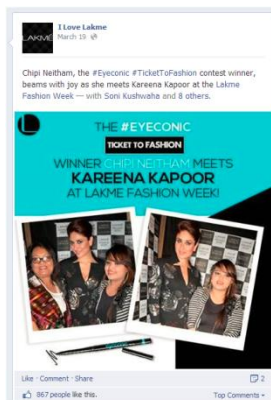 I Love Lakme
LAKMÉ
March 19
Chipi Neitham, the #Eyeconic #TicketToFashion contest winner,
beams with joy as she meets Kareena Kapoor at the Lakme
Fashion Week — with Soni Kushwaha and 8 others.
THE #EYECONIC
TICKET TO FASHION
WINNER CHIPI NEITHAM MEETS
KAREENA KAPOOR
AT LAKME FASHION WEEK!
Like · Comment · Share
2
867 people like this.
Top Comments